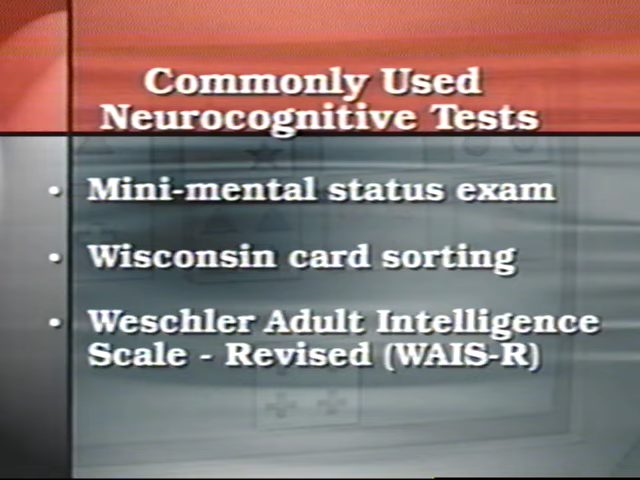 Commonly Used
Neurocognitive Tests
• Mini-mental status exam
• Wisconsin card sorting
• Weschler Adult Intelligence
Scale - Revised (WAIS-R)